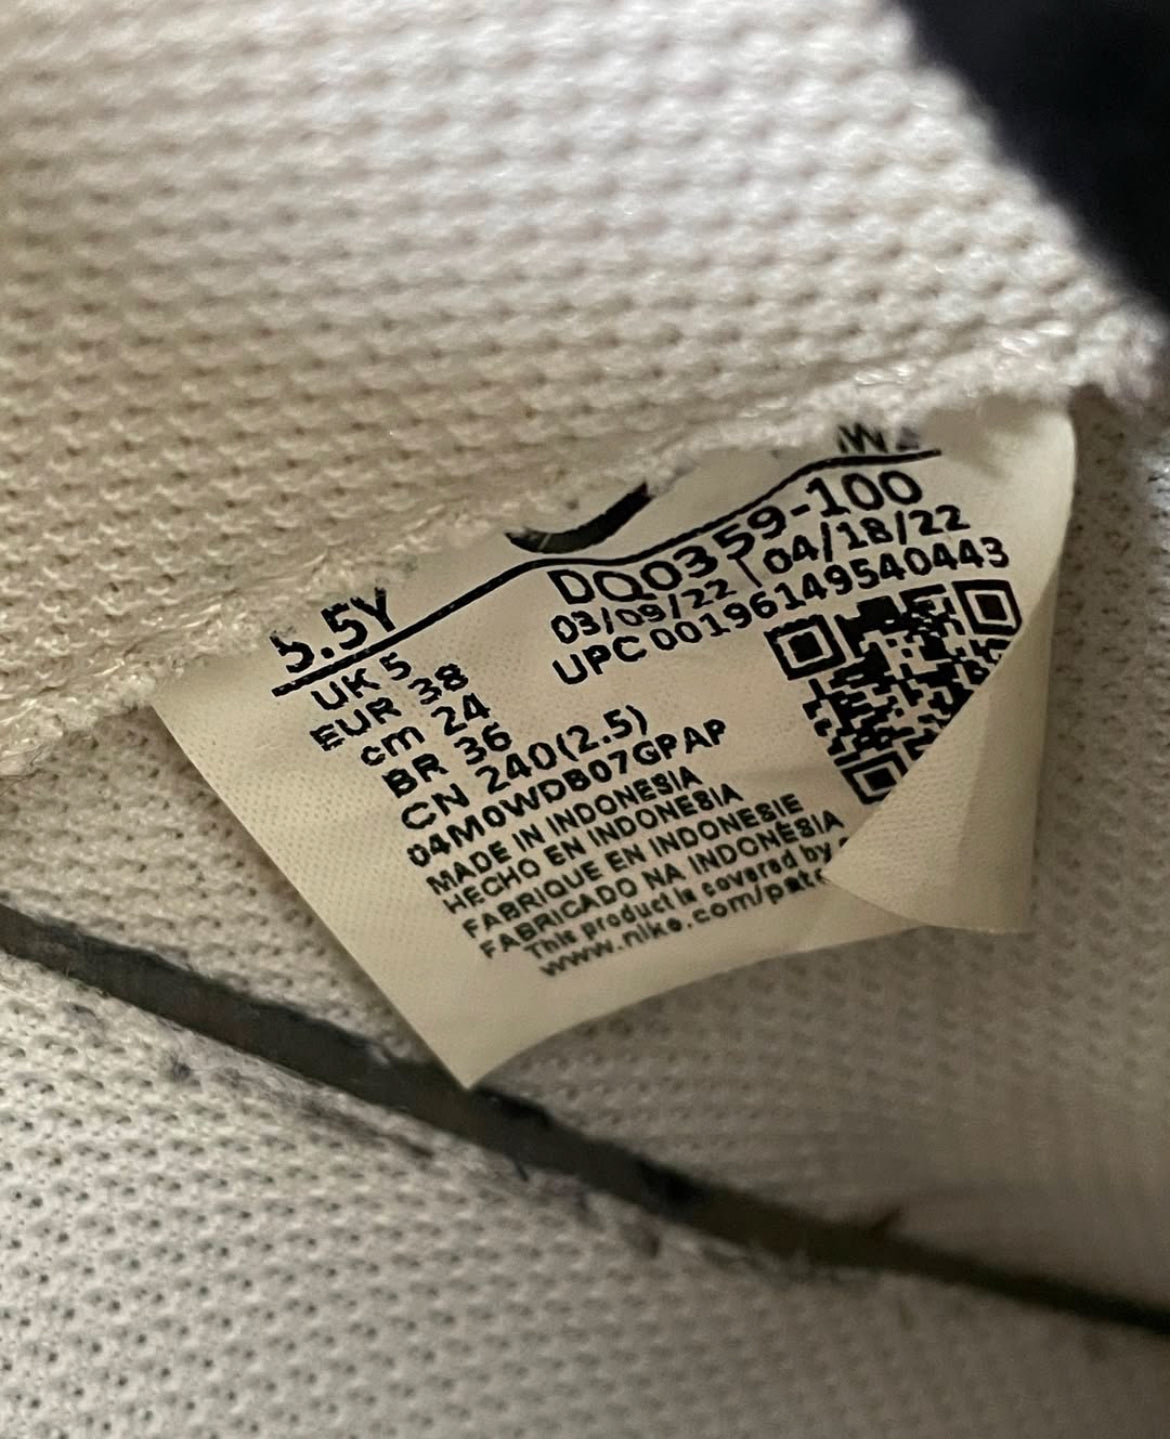 5.5Y
UK 5
EUR 38
cm 24
BR 36
CN 240(2.5)
DQ0359-100
03/09/22 04/18/22
UPC 00196149540443
04M0WDB07GPAP
MADE IN INDONESIA
HECHO EN INDONESIA
FABRIQUE EN INDONESIE
FABRICADO NA INDONÉSIA
This product is covered by
www.nike.com/pate